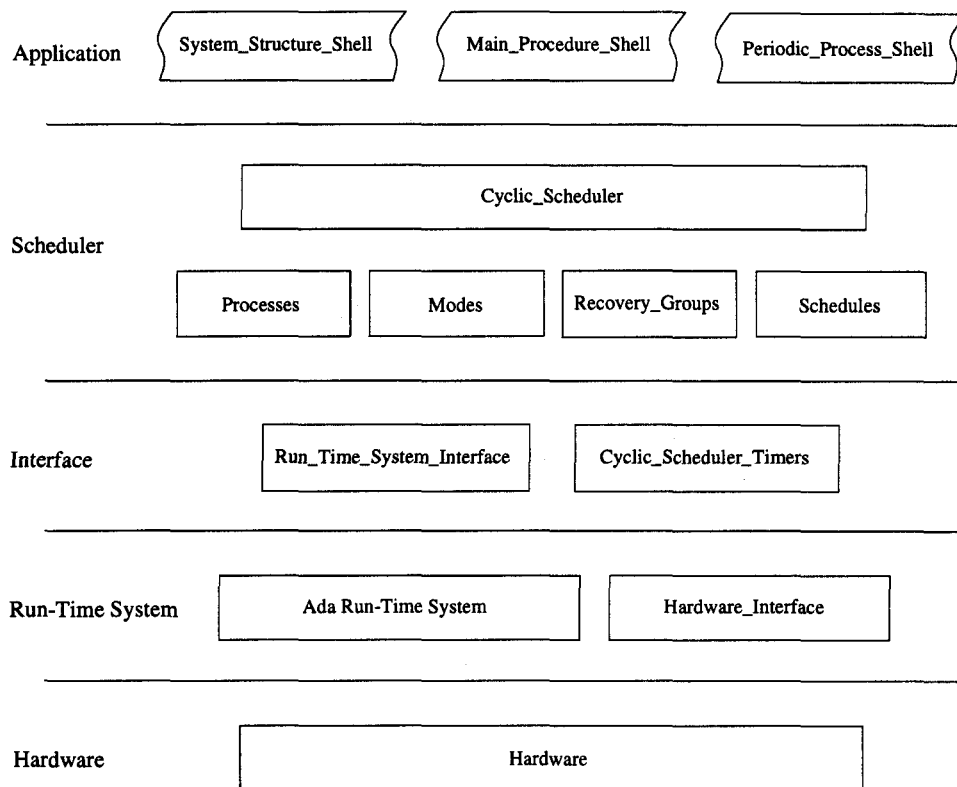 Application
System_Structure_Shell
Main_Procedure_Shell
Periodic_Process_Shell
Cyclic_Scheduler
Scheduler
Processes
Modes
Recovery_Groups
Schedules
Interface
Run_Time_System_Interface
Cyclic_Scheduler_Timers
Run-Time System
Ada Run-Time System
Hardware_Interface
Hardware
Hardware